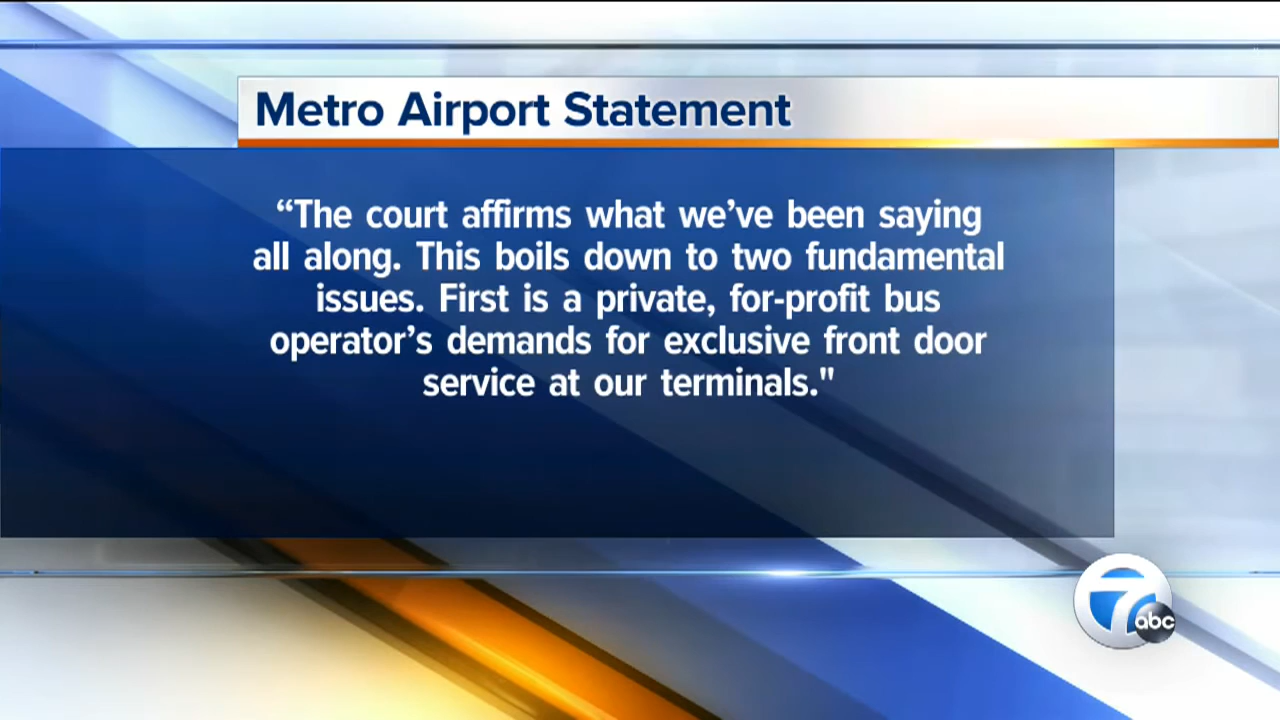 Metro Airport Statement
“The court affirms what we’ve been saying
all along. This boils down to two fundamental
issues. First is a private, for-profit bus
operator’s demands for exclusive front door
service at our terminals."
7
abc